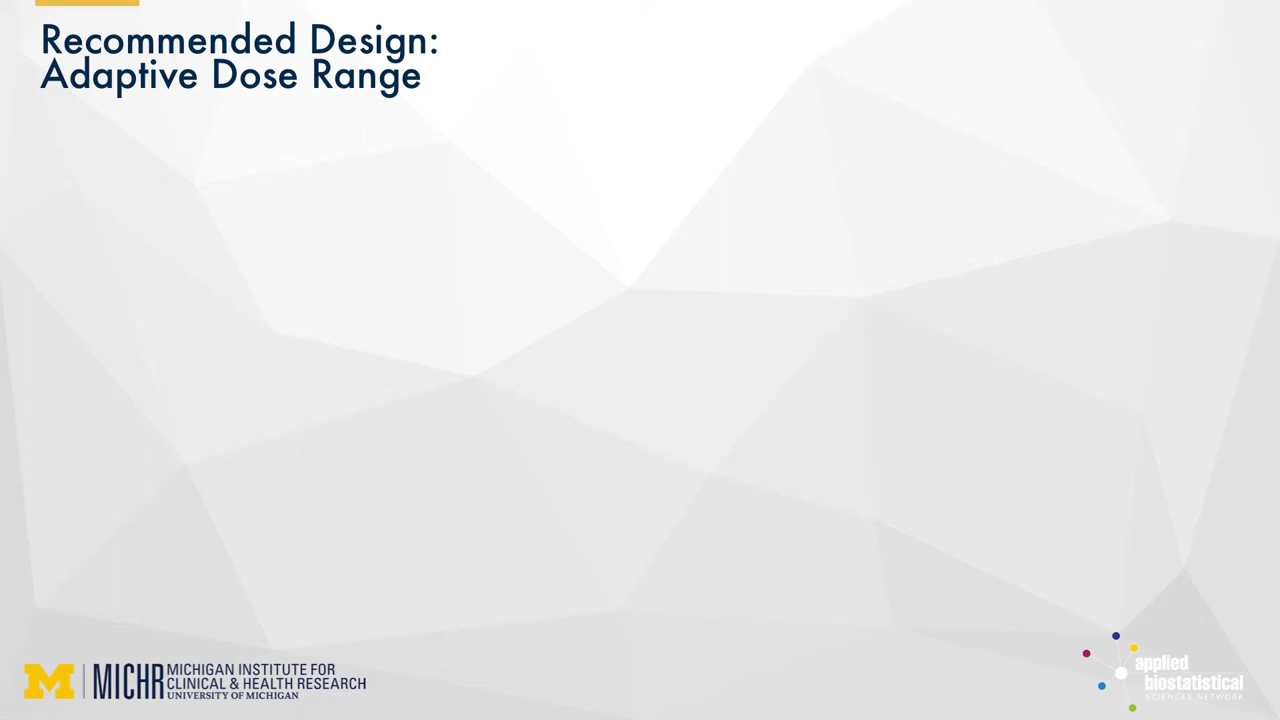 Recommended Design:
Adaptive Dose Range
M
MICHR
MICHIGAN INSTITUTE FOR
CLINICAL & HEALTH RESEARCH
UNIVERSITY OF MICHIGAN
applied
biostatistical
SCIENCES NETWORK